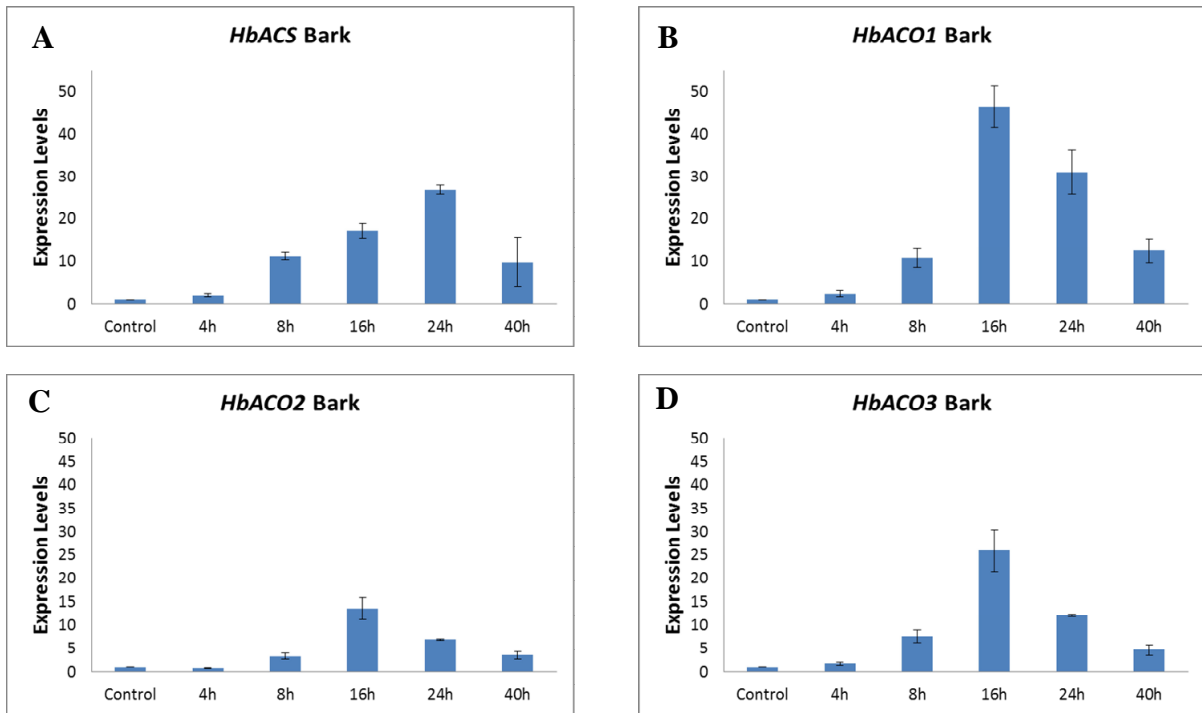 A
HbACS Bark
Expression Levels
50
40
30
20
10
0
Control 4h 8h 16h 24h 40h
B
HbACO1 Bark
Expression Levels
50
40
30
20
10
0
Control 4h 8h 16h 24h 40h
C
HbACO2 Bark
Expression Levels
50
45
40
35
30
25
20
15
10
5
0
Control 4h 8h 16h 24h 40h
D
HbACO3 Bark
Expression Levels
50
45
40
35
30
25
20
15
10
5
0
Control 4h 8h 16h 24h 40h